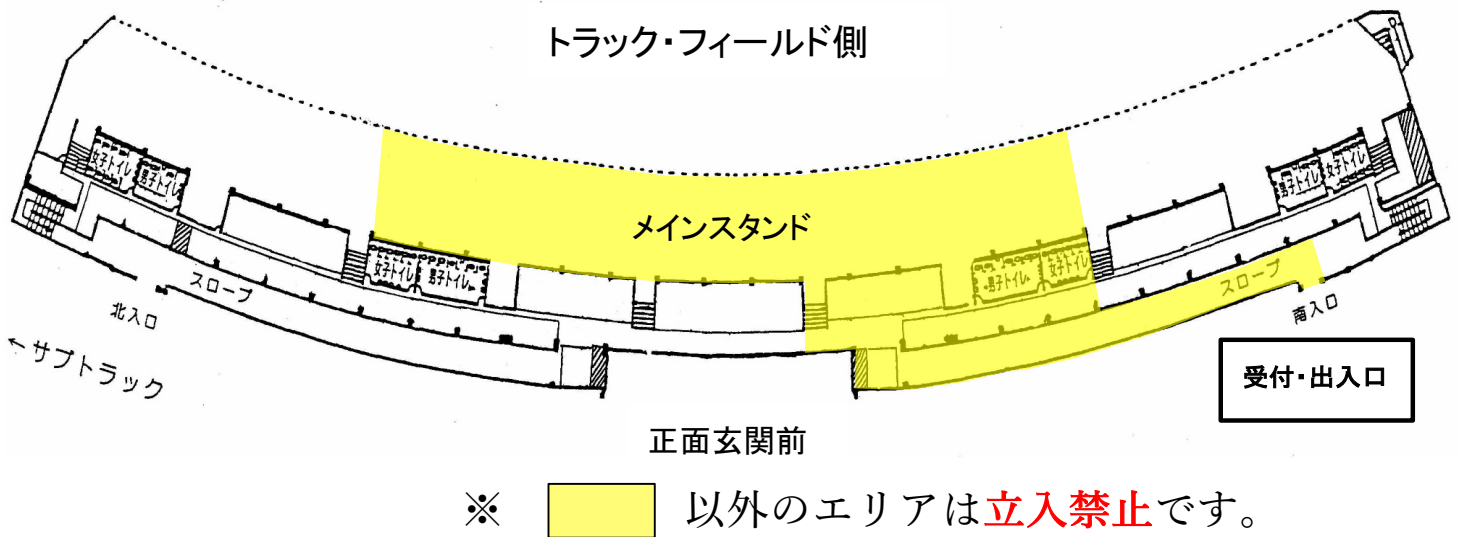 トラック・フィールド側
メインスタンド
女子トイレ
男子トイレ
女子トイレ
男子トイレ
男子トイレ
女子トイレ
男子トイレ
女子トイレ
スロープ
スロープ
北入口
南入口
←サブトラック
受付・出入口
正面玄関前
※ 以外のエリアは立入禁止です。